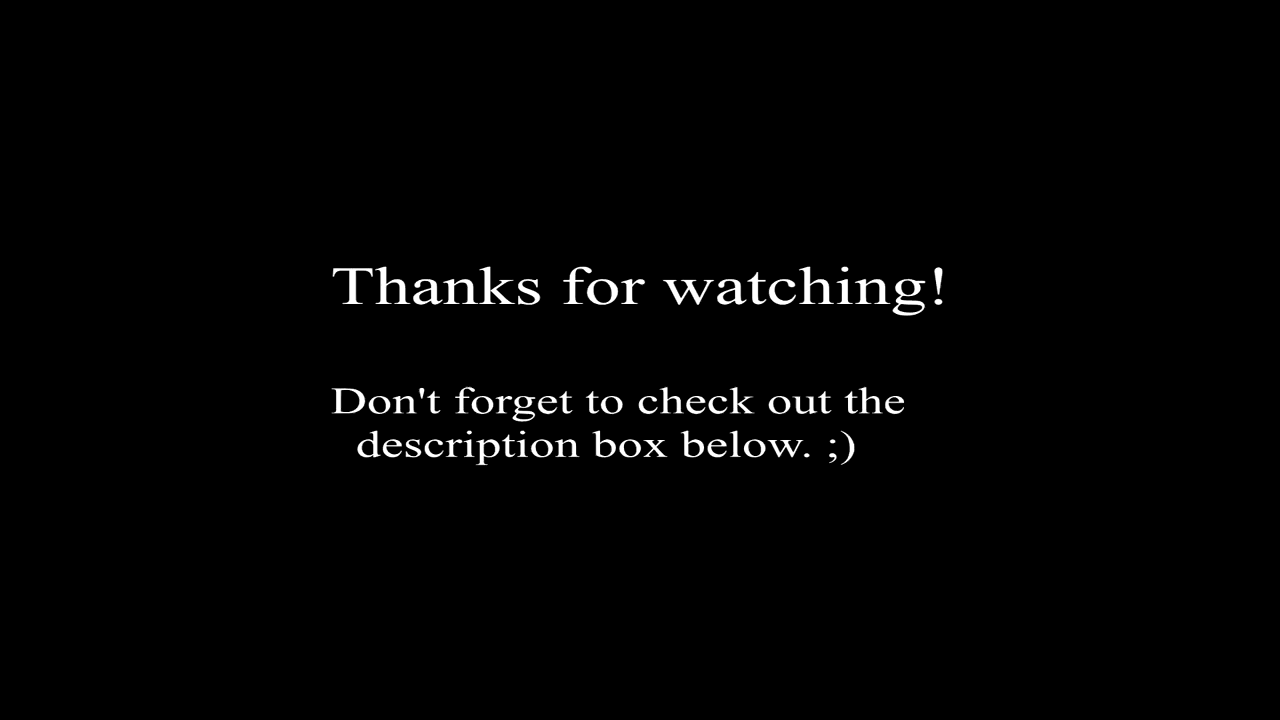 Thanks for watching!
Don't forget to check out the
description box below. ;)